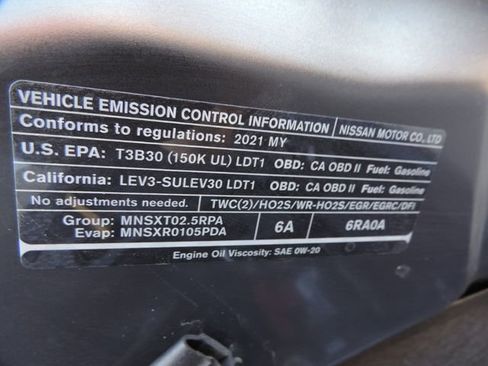 VEHICLE EMISSION CONTROL INFORMATION NISSAN MOTOR CO., LTD
Conforms to regulations: 2021 MY
U.S. EPA: T3B30 (150K UL) LDT1 OBD: CA OBD II Fuel: Gasoline
California: LEV3-SULEV30 LDT1 OBD: CA OBD II Fuel: Gasoline
No adjustments needed. TWC(2)/HO2S/WR-HO2S/EGR/EGRC/DFI
Group: MNSXT02.5RPA 6A 6RA0A
Evap: MNSXR0105PDA
Engine Oil Viscosity: SAE 0W-20